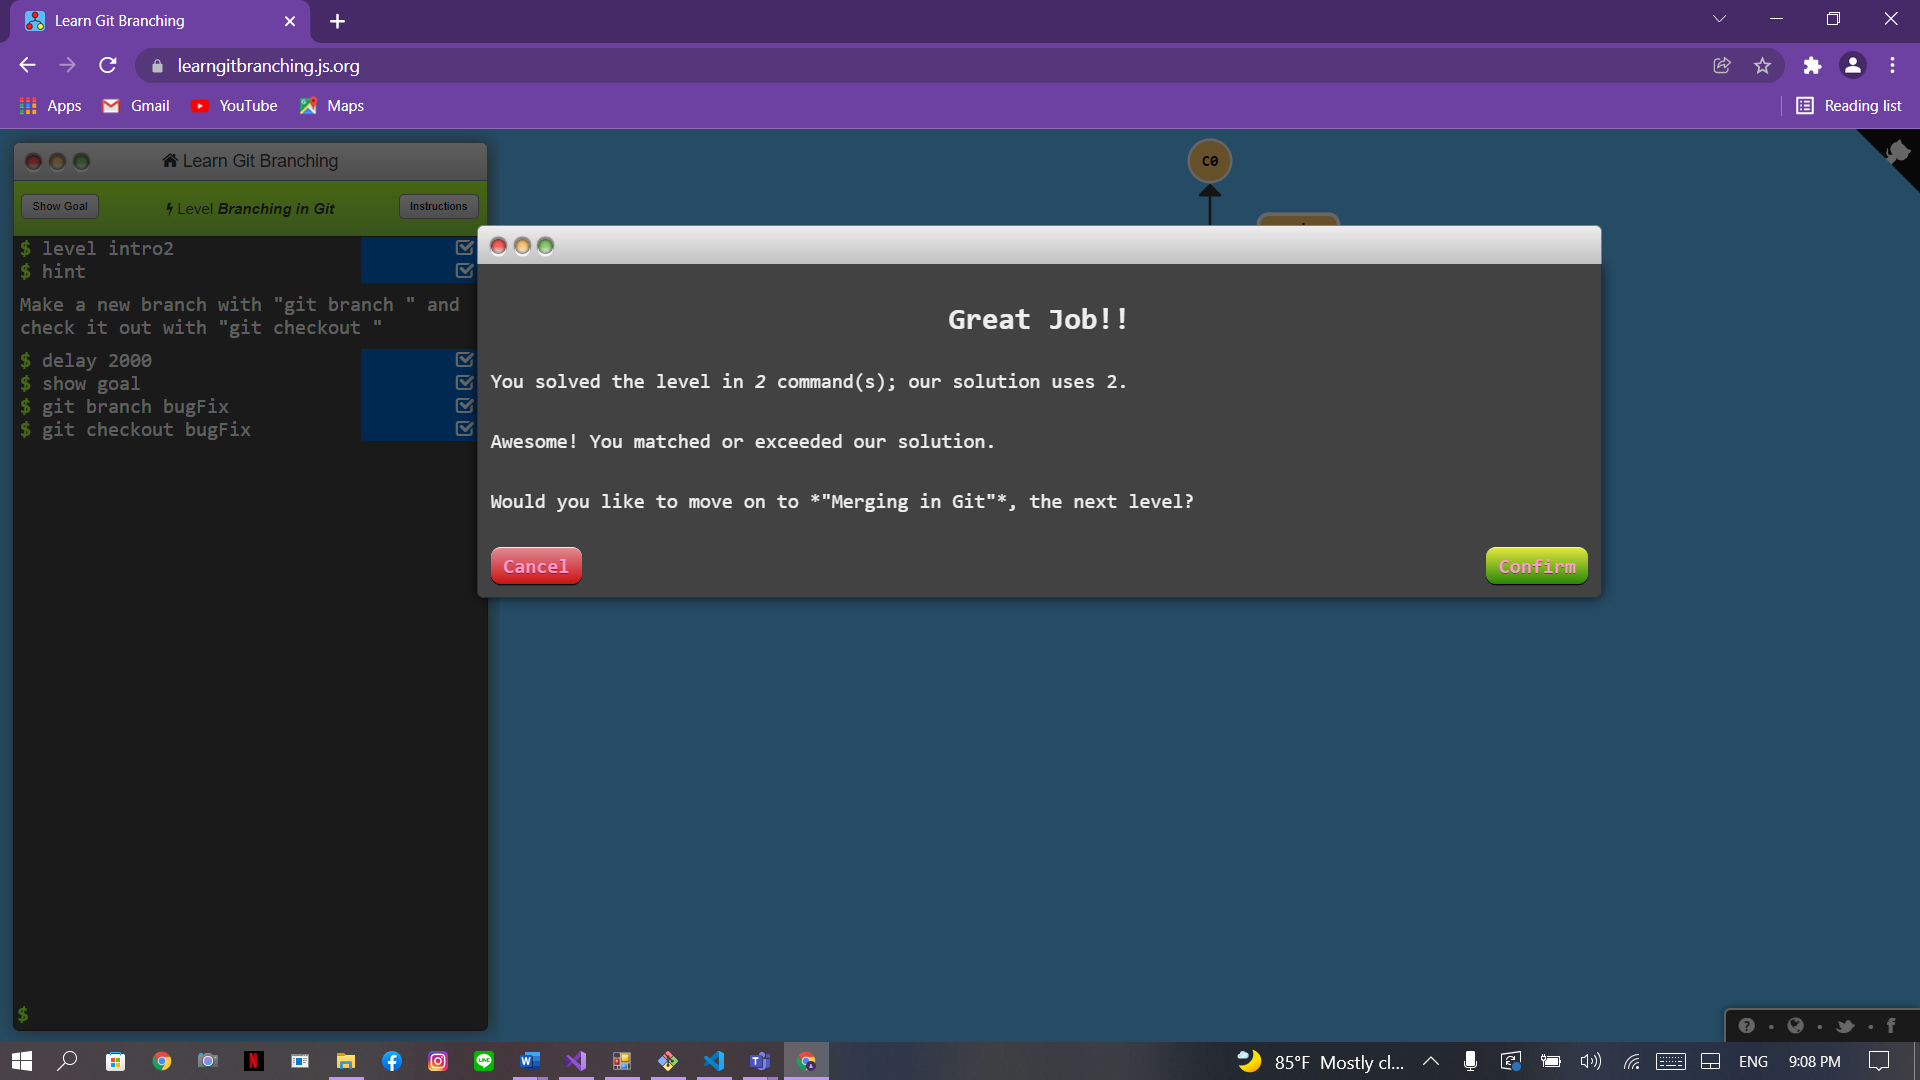 Learn Git Branching
learngitbranching.js.org
Apps
Gmail
YouTube
Maps
Reading list
Learn Git Branching
Show Goal
Level Branching in Git
Instructions
$ level intro2
$ hint
Make a new branch with "git branch " and
check it out with "git checkout "
$ delay 2000
$ show goal
$ git branch bugFix
$ git checkout bugFix
$
C0
Great Job!!
You solved the level in 2 command(s); our solution uses 2.
Awesome! You matched or exceeded our solution.
Would you like to move on to *"Merging in Git"*, the next level?
Cancel
Confirm
85°F Mostly cl...
ENG
9:08 PM